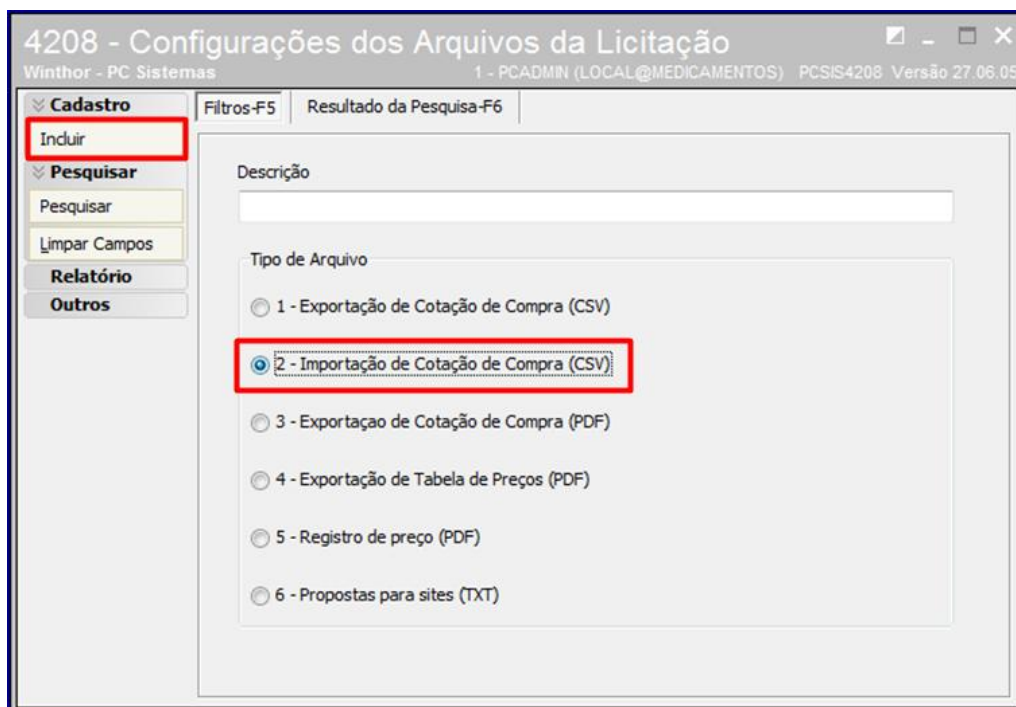 4208 - Configurações dos Arquivos da Licitação
Winthor - PC Sistemas 1 - PCADMIN (LOCAL@MEDICAMENTOS) PCSIS4208 Versão 27.06.05
Cadastro
Incluir
Pesquisar
Pesquisar
Limpar Campos
Relatório
Outros
Filtros-F5 Resultado da Pesquisa-F6
Descrição
Tipo de Arquivo
1 - Exportação de Cotação de Compra (CSV)
2 - Importação de Cotação de Compra (CSV)
3 - Exportaçao de Cotação de Compra (PDF)
4 - Exportação de Tabela de Preços (PDF)
5 - Registro de preço (PDF)
6 - Propostas para sites (TXT)